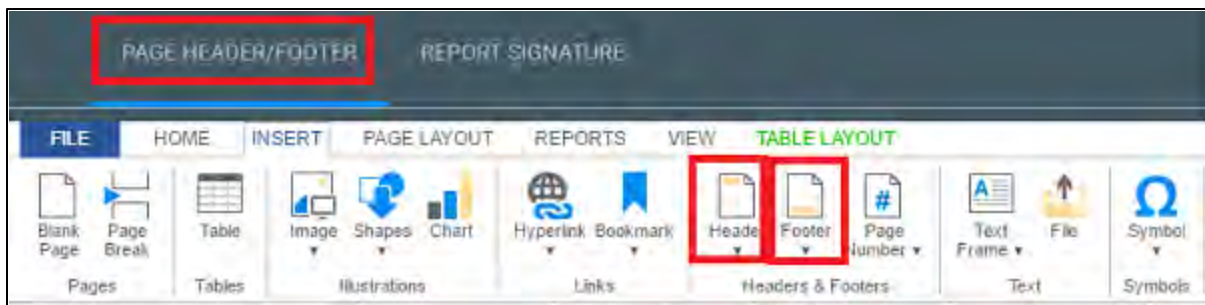 PAGE HEADER/FOOTER REPORT SIGNATURE
FILE HOME INSERT PAGE LAYOUT REPORTS VIEW TABLE LAYOUT
Blank Page Table Image Shapes Chart Hyperlink Bookmark Heade Footer Page Text File Symbol
Page Break Number Frame
Pages Tables Illustrations Links Headers & Footers Text Symbols